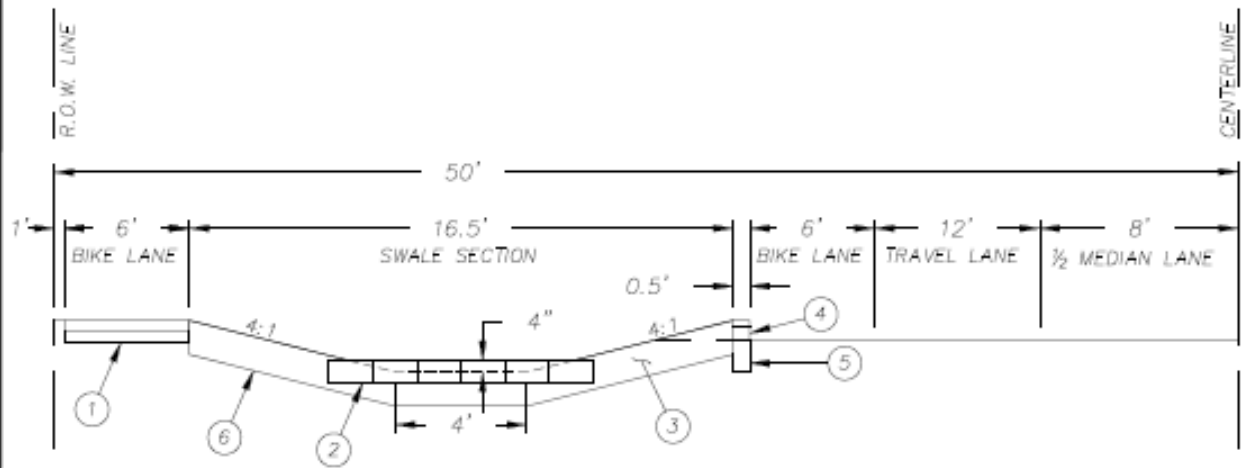 R.O.W. LINE
CENTERLINE
50'
1'
6'
16.5'
6'
12'
8'
BIKE LANE
SWALE SECTION
BIKE LANE
TRAVEL LANE
½ MEDIAN LANE
0.5'
4:1
4"
4:1
4
5
1
6
2
4'
3